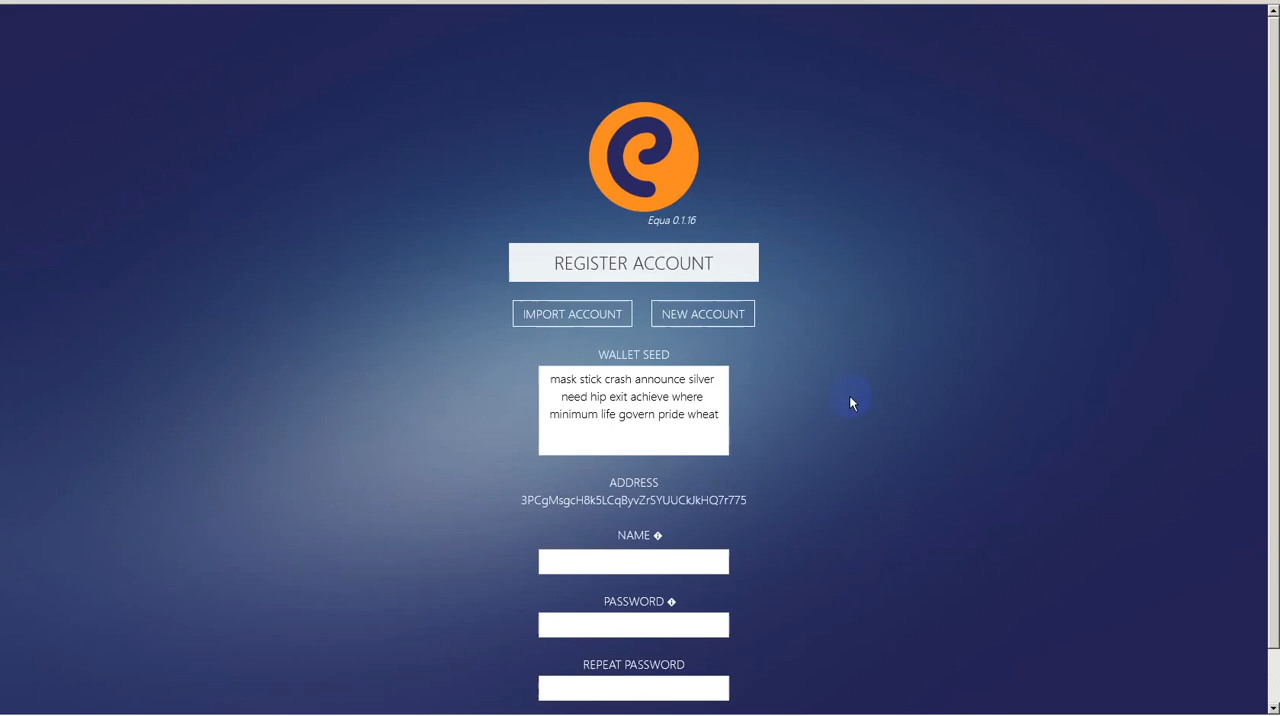 Equa 0.1.16
REGISTER ACCOUNT
IMPORT ACCOUNT
NEW ACCOUNT
WALLET SEED
mask stick crash announce silver
need hip exit achieve where
minimum life govern pride wheat
ADDRESS
3PCgMsgcH8k5LCqByvZrSYUUCkJkHQ7r775
NAME
PASSWORD
REPEAT PASSWORD